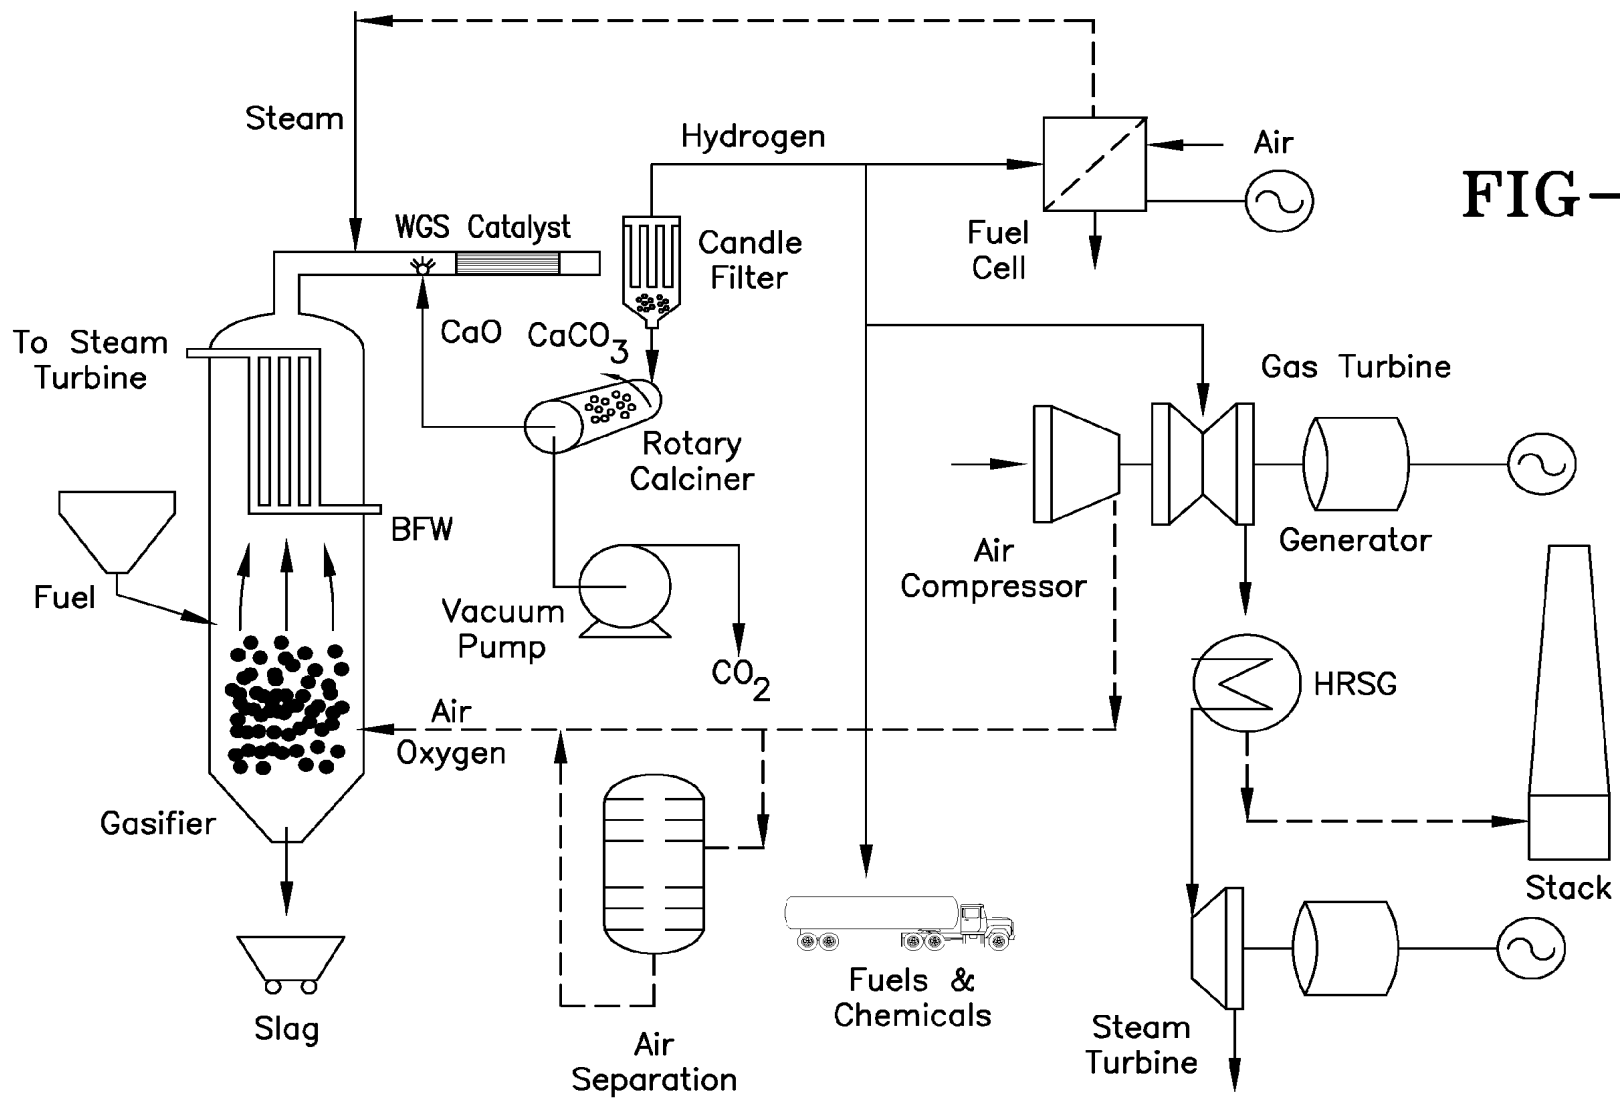 Steam
Hydrogen
Air
FIG-
WGS Catalyst
Candle
Filter
Fuel
Cell
To Steam
Turbine
CaO
CaCO3
Gas Turbine
Rotary
Calciner
BFW
Generator
Air
Compressor
Fuel
Vacuum
Pump
CO2
HRSG
Air
Oxygen
Gasifier
Stack
Fuels &
Chemicals
Slag
Air
Separation
Steam
Turbine